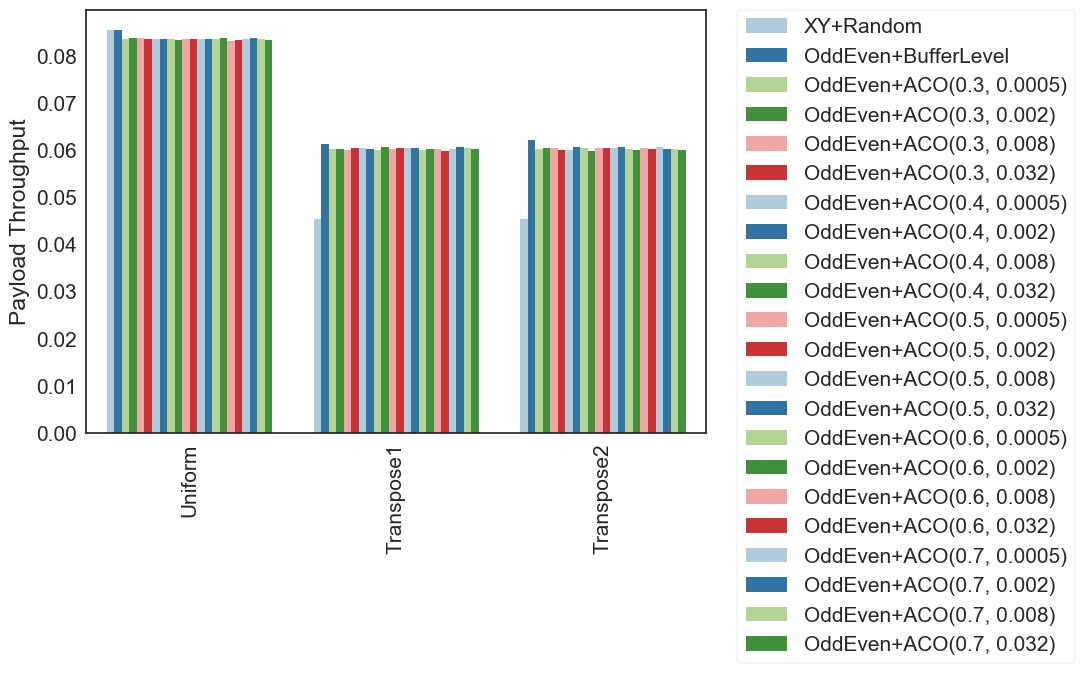 Payload Throughput
0.08
0.07
0.06
0.05
0.04
0.03
0.02
0.01
0.00
Uniform
Transpose1
Transpose2
XY+Random
OddEven+BufferLevel
OddEven+ACO(0.3, 0.0005)
OddEven+ACO(0.3, 0.002)
OddEven+ACO(0.3, 0.008)
OddEven+ACO(0.3, 0.032)
OddEven+ACO(0.4, 0.0005)
OddEven+ACO(0.4, 0.002)
OddEven+ACO(0.4, 0.008)
OddEven+ACO(0.4, 0.032)
OddEven+ACO(0.5, 0.0005)
OddEven+ACO(0.5, 0.002)
OddEven+ACO(0.5, 0.008)
OddEven+ACO(0.5, 0.032)
OddEven+ACO(0.6, 0.0005)
OddEven+ACO(0.6, 0.002)
OddEven+ACO(0.6, 0.008)
OddEven+ACO(0.6, 0.032)
OddEven+ACO(0.7, 0.0005)
OddEven+ACO(0.7, 0.002)
OddEven+ACO(0.7, 0.008)
OddEven+ACO(0.7, 0.032)